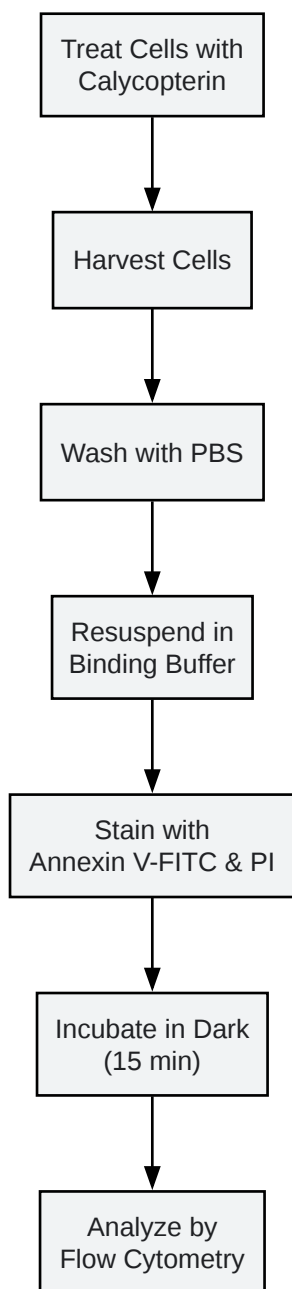 Treat Cells with
Calycopterin
Harvest Cells
Wash with PBS
Resuspend in
Binding Buffer
Stain with
Annexin V-FITC & PI
Incubate in Dark
(15 min)
Analyze by
Flow Cytometry